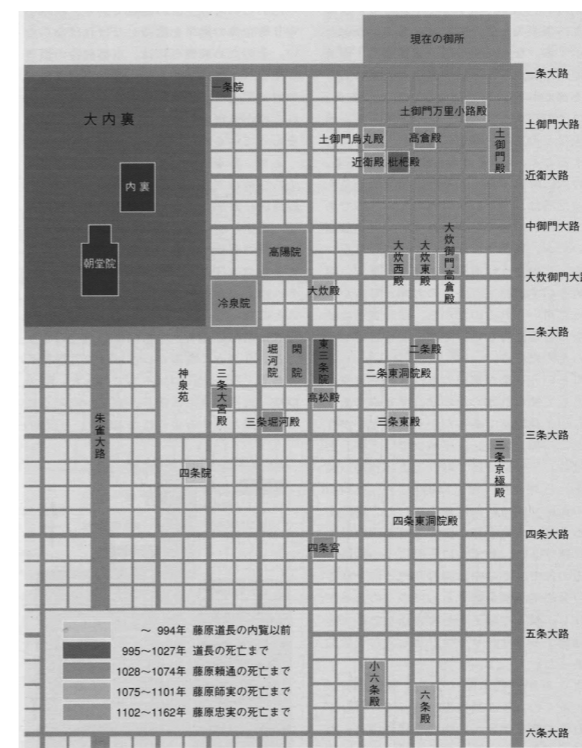 現在の御所
一条大路
一条院
大内裏
土御門万里小路殿
土御門大路
土御門烏丸殿
高倉殿
土御門殿
近衛殿
枇杷殿
近衛大路
内裏
中御門大路
朝堂院
高陽院
大炊西殿
大炊東殿
大炊御門高倉殿
大炊御門大路
冷泉院
大炊殿
二条大路
神泉苑
三条大宮殿
堀河院
閑院
東三条院
二条殿
二条東洞院殿
高松殿
朱雀大路
三条堀河殿
三条東殿
三条大路
三条京極殿
四条院
四条東洞院殿
四条大路
四条宮
五条大路
~ 994年 藤原道長の内覧以前
995~1027年 道長の死亡まで
1028~1074年 藤原頼通の死亡まで
1075~1101年 藤原師実の死亡まで
1102~1162年 藤原忠実の死亡まで
小六条殿
六条殿
六条大路